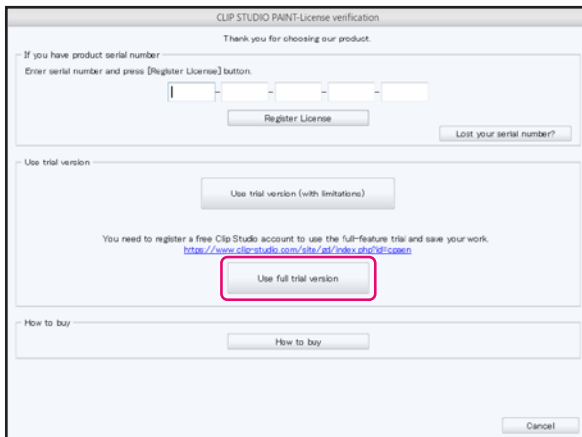 CLIP STUDIO PAINT-License verification
Thank you for choosing our product.
If you have product serial number
Enter serial number and press [Register License] button.
- - - -
Register License
Lost your serial number?
Use trial version
Use trial version (with limitations)
You need to register a free Clip Studio account to use the full-feature trial and save your work.
https://www.clip-studio.com/site/gd/index.php?id=cpaen
Use full trial version
How to buy
How to buy
Cancel